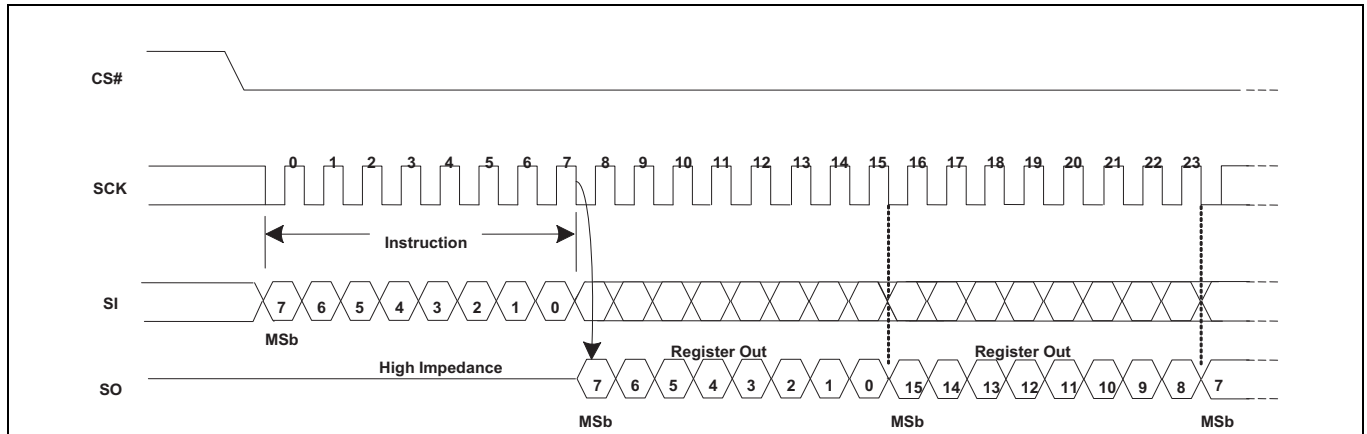 CS#
0 1 2 3 4 5 6 7 8 9 10 11 12 13 14 15 16 17 18 19 20 21 22 23
SCK
Instruction
SI
7 6 5 4 3 2 1 0
MSb
High Impedance
Register Out
Register Out
SO
7 6 5 4 3 2 1 0 15 14 13 12 11 10 9 8 7
MSb
MSb
MSb